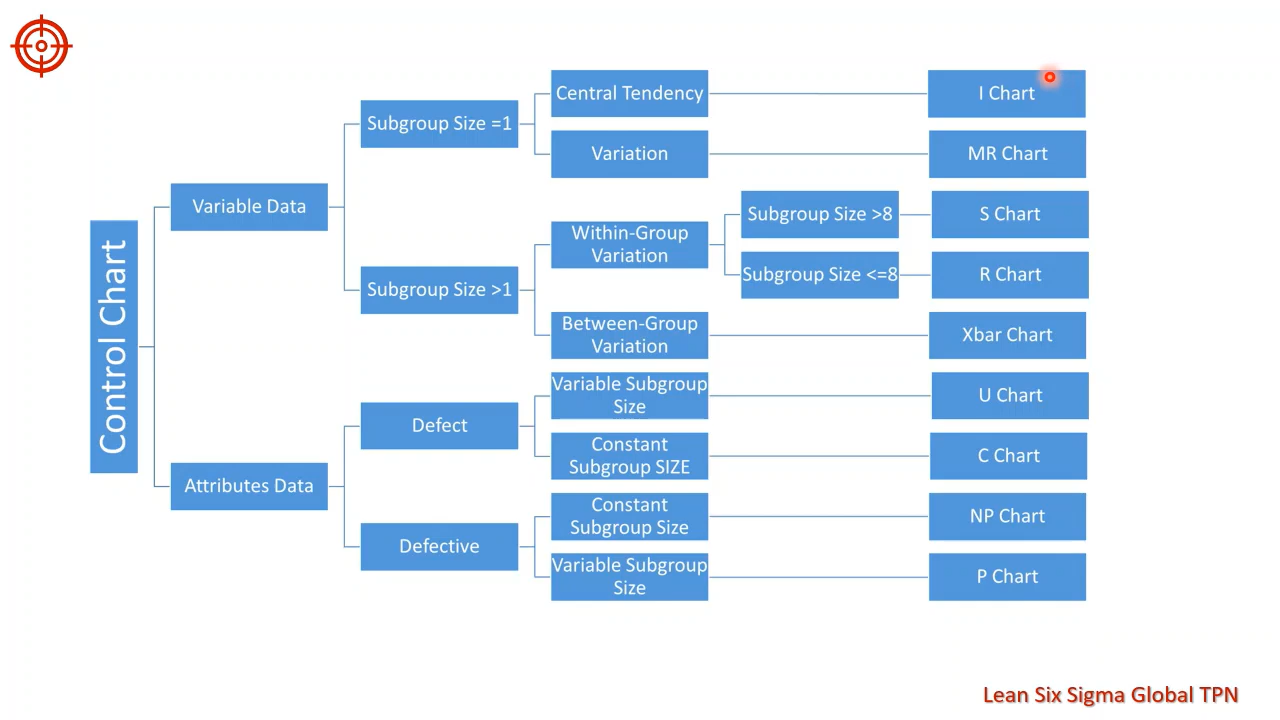 Control Chart
Variable Data
Subgroup Size =1
Central Tendency
I Chart
Variation
MR Chart
Subgroup Size >1
Within-Group
Variation
Subgroup Size >8
S Chart
Subgroup Size <=8
R Chart
Between-Group
Variation
Xbar Chart
Attributes Data
Defect
Variable Subgroup
Size
U Chart
Constant
Subgroup SIZE
C Chart
Defective
Constant
Subgroup Size
NP Chart
Variable Subgroup
Size
P Chart
Lean Six Sigma Global TPN